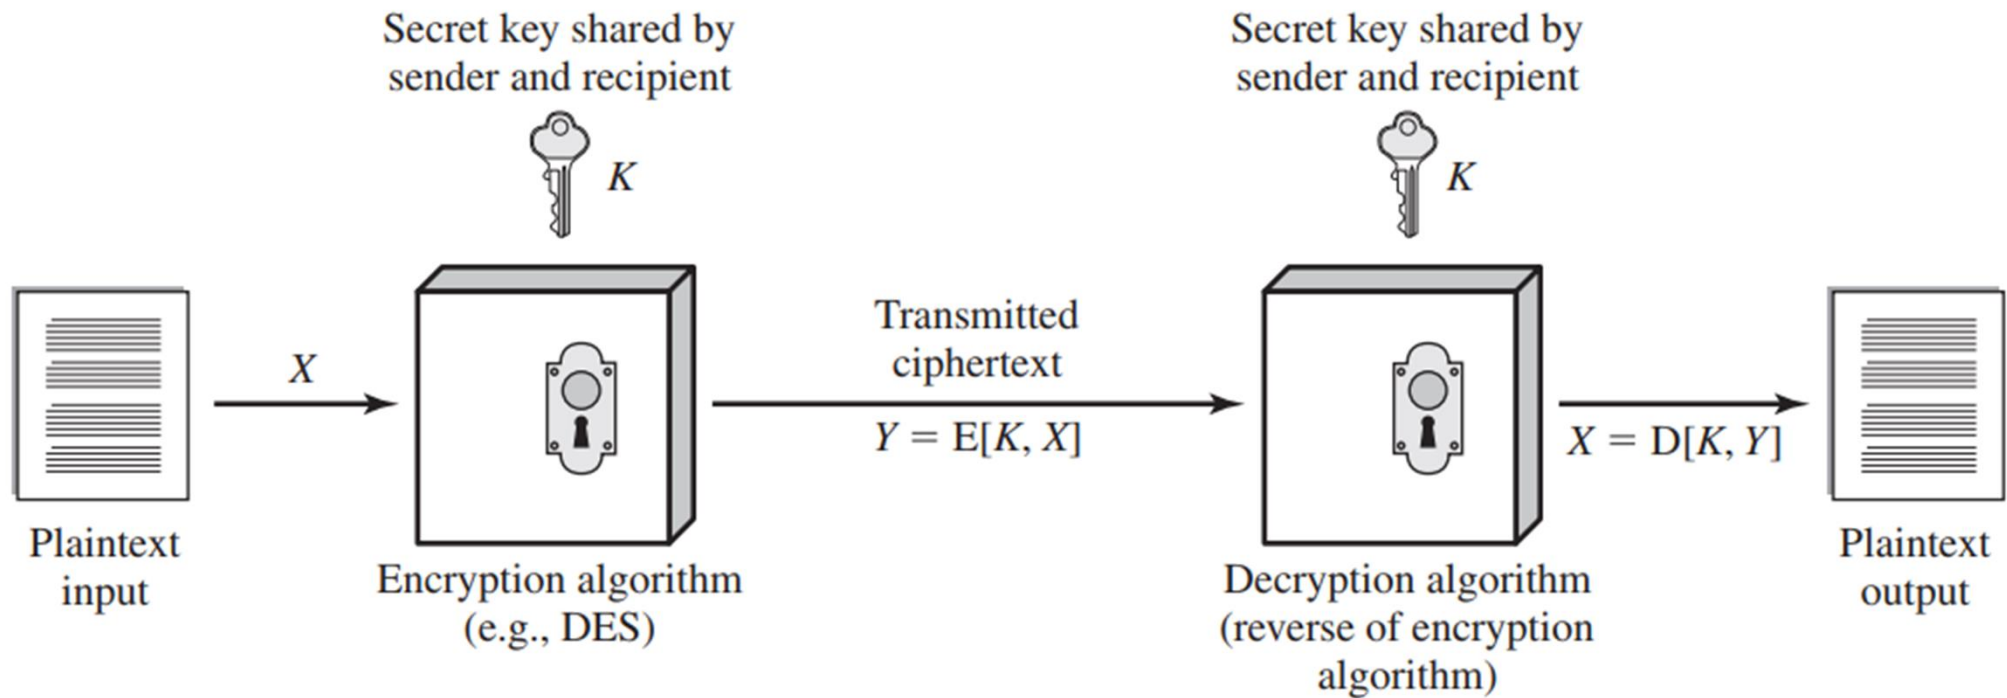 Secret key shared by
sender and recipient
K
Secret key shared by
sender and recipient
K
X
Transmitted
ciphertext
Y = E[K, X]
X = D[K, Y]
Plaintext
input
Encryption algorithm
(e.g., DES)
Decryption algorithm
(reverse of encryption
algorithm)
Plaintext
output